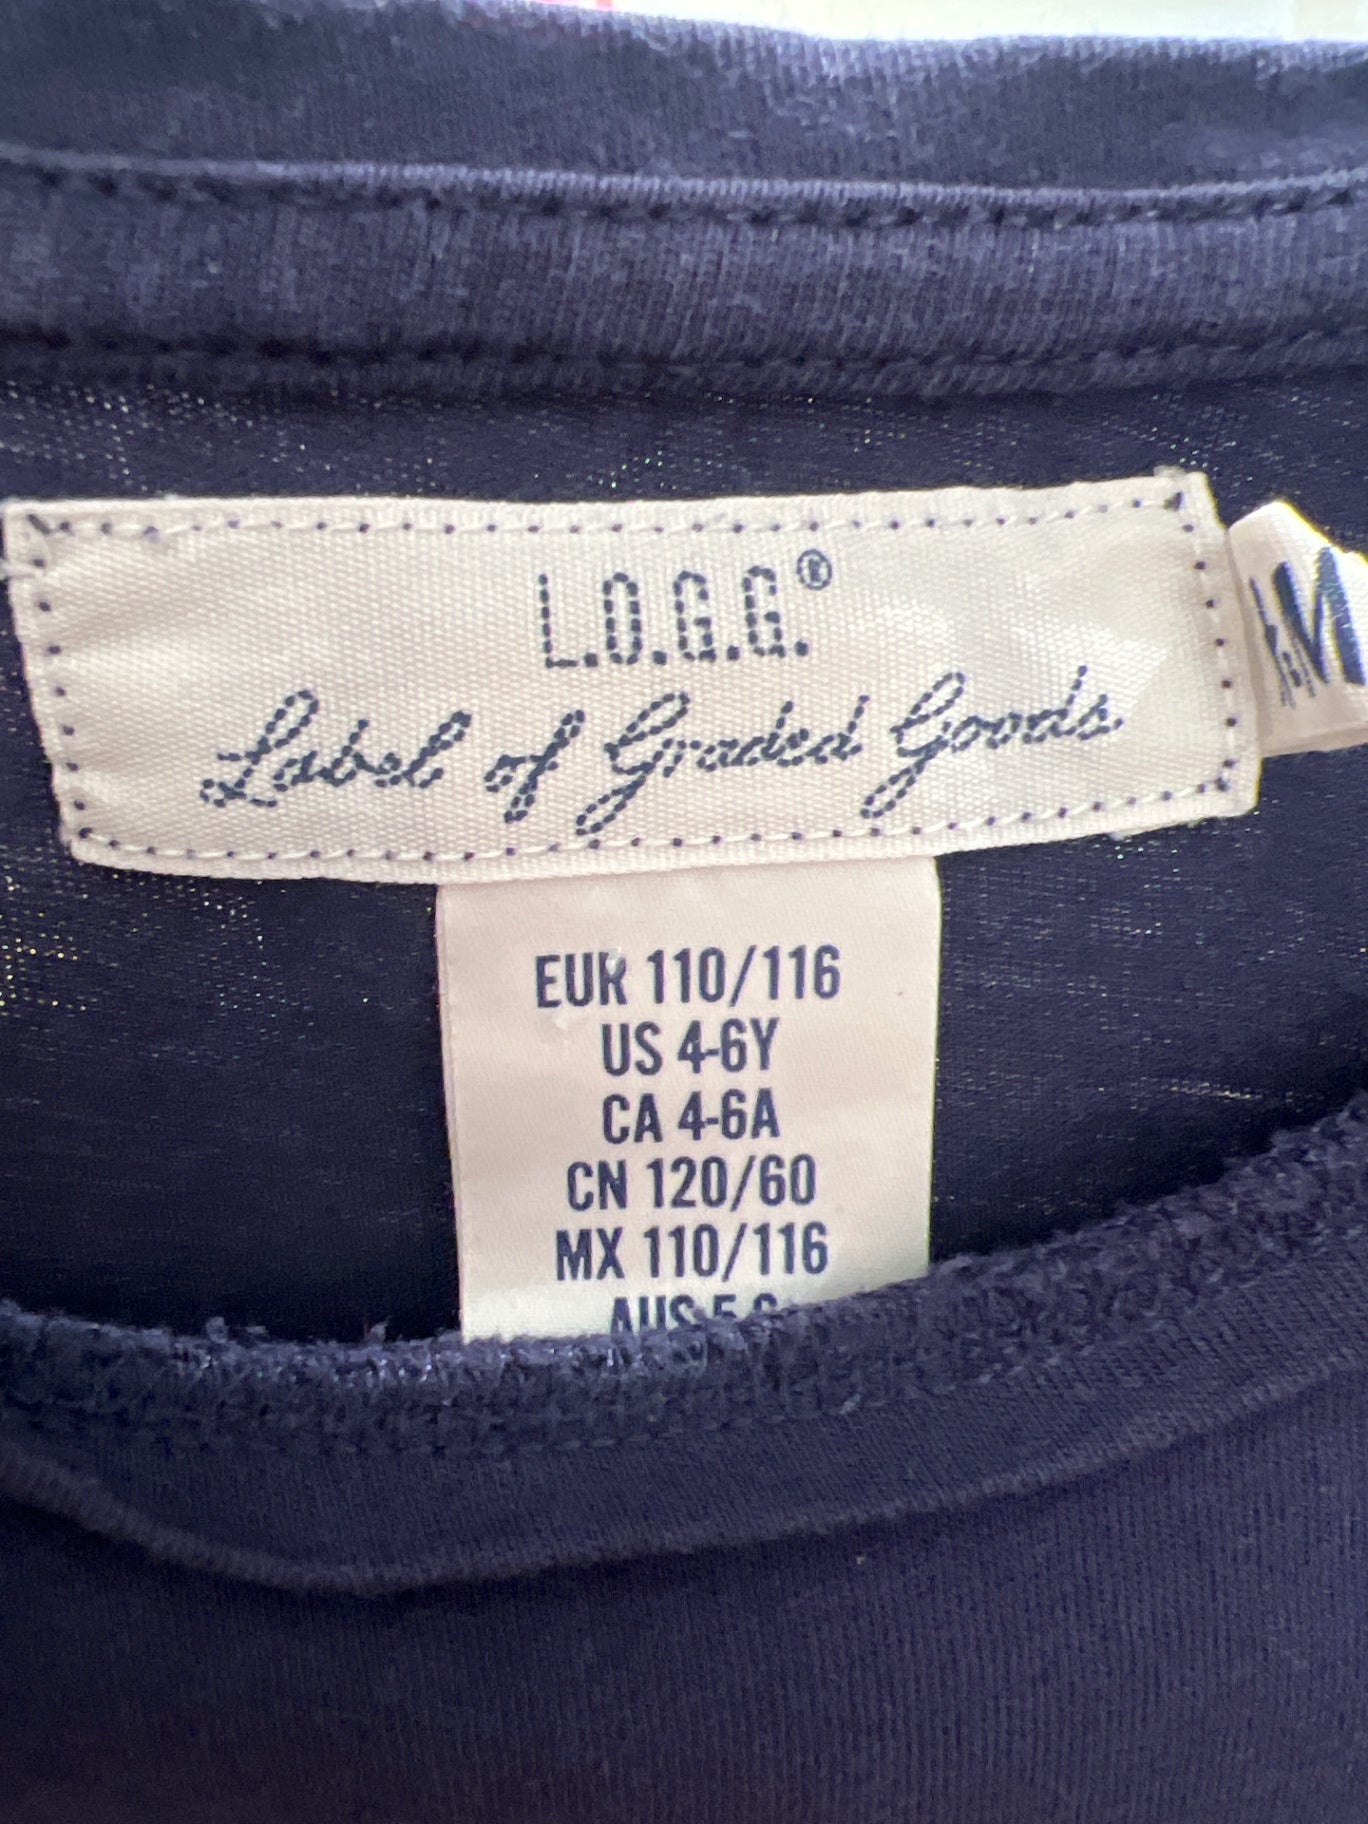 L.O.G.G.®
Label of Graded Goods
EUR 110/116
US 4-6Y
CA 4-6A
CN 120/60
MX 110/116
AUS